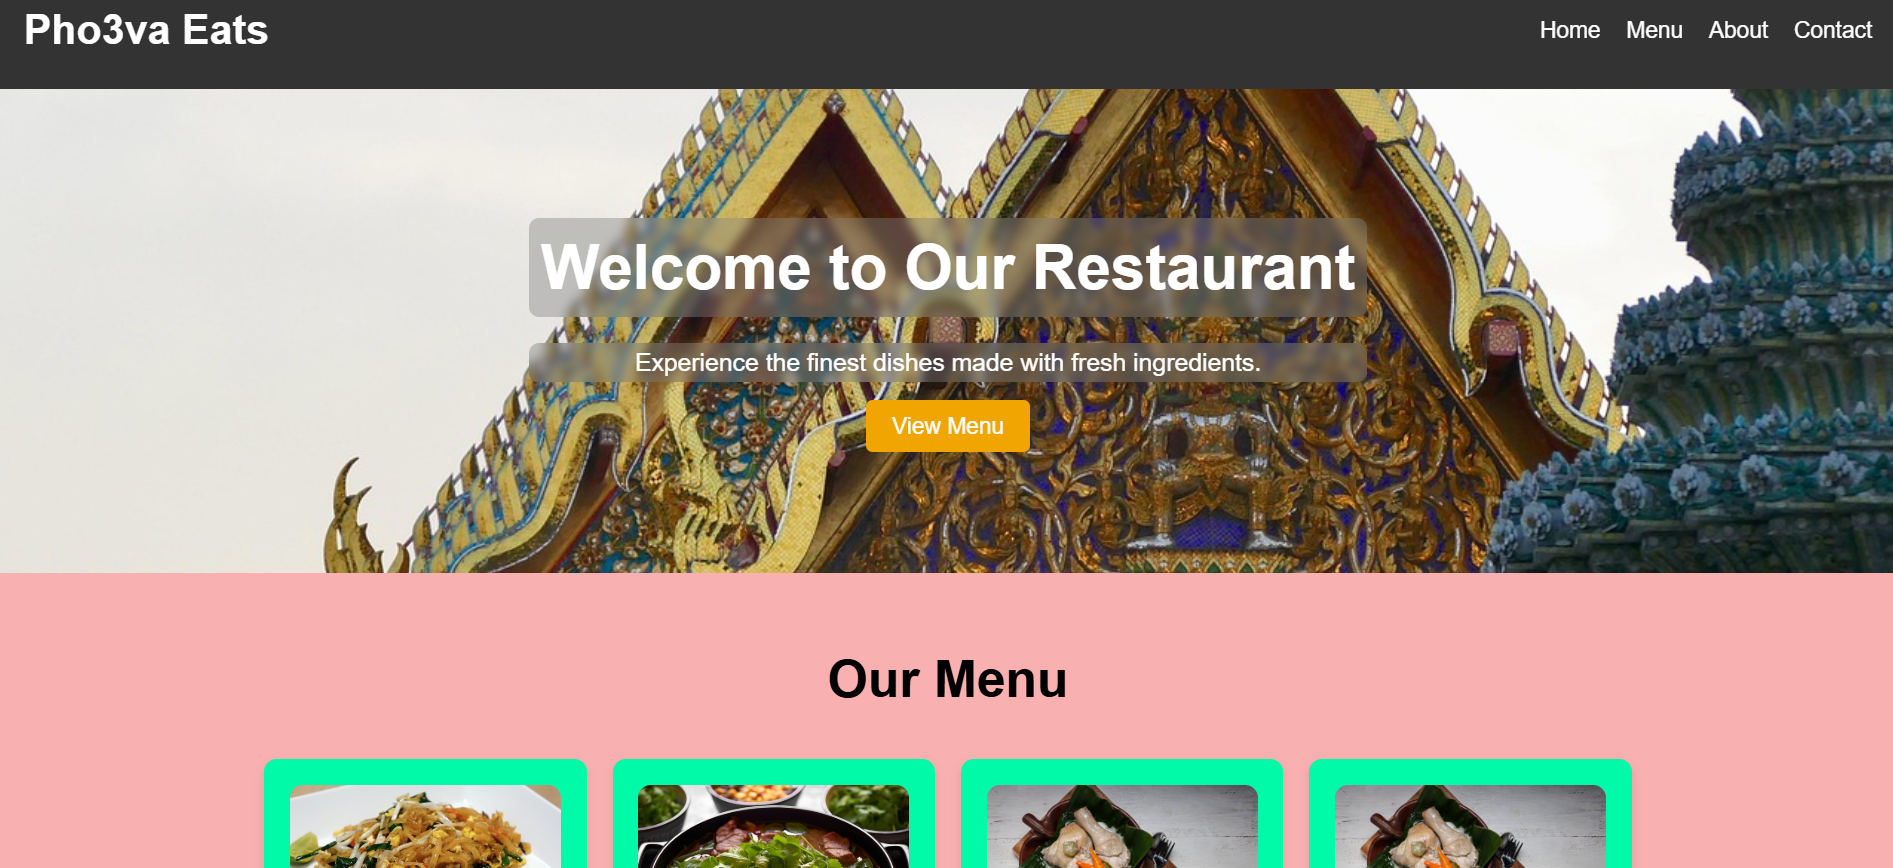 Pho3va Eats
Home Menu About Contact
Welcome to Our Restaurant
Experience the finest dishes made with fresh ingredients.
View Menu
Our Menu